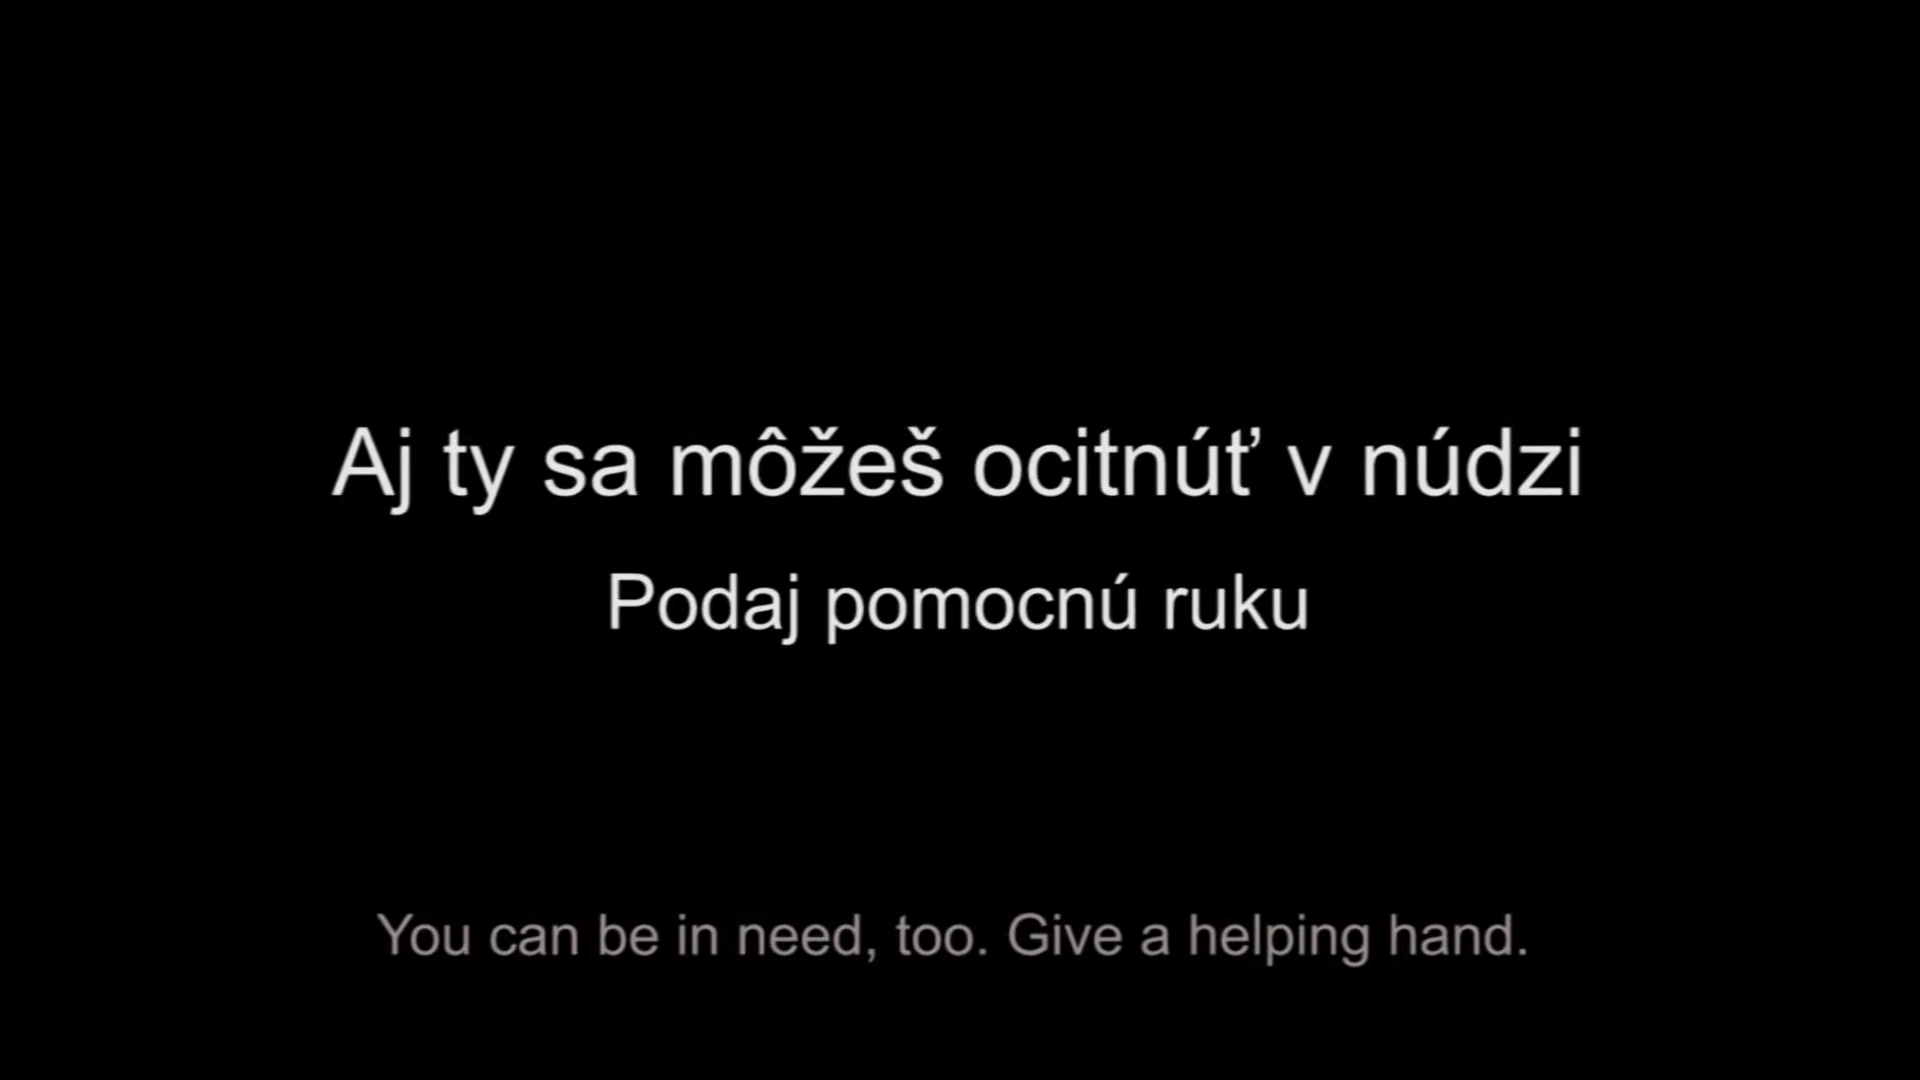 Aj ty sa môžeš ocitnúť v núdzi
Podaj pomocnú ruku
You can be in need, too. Give a helping hand.